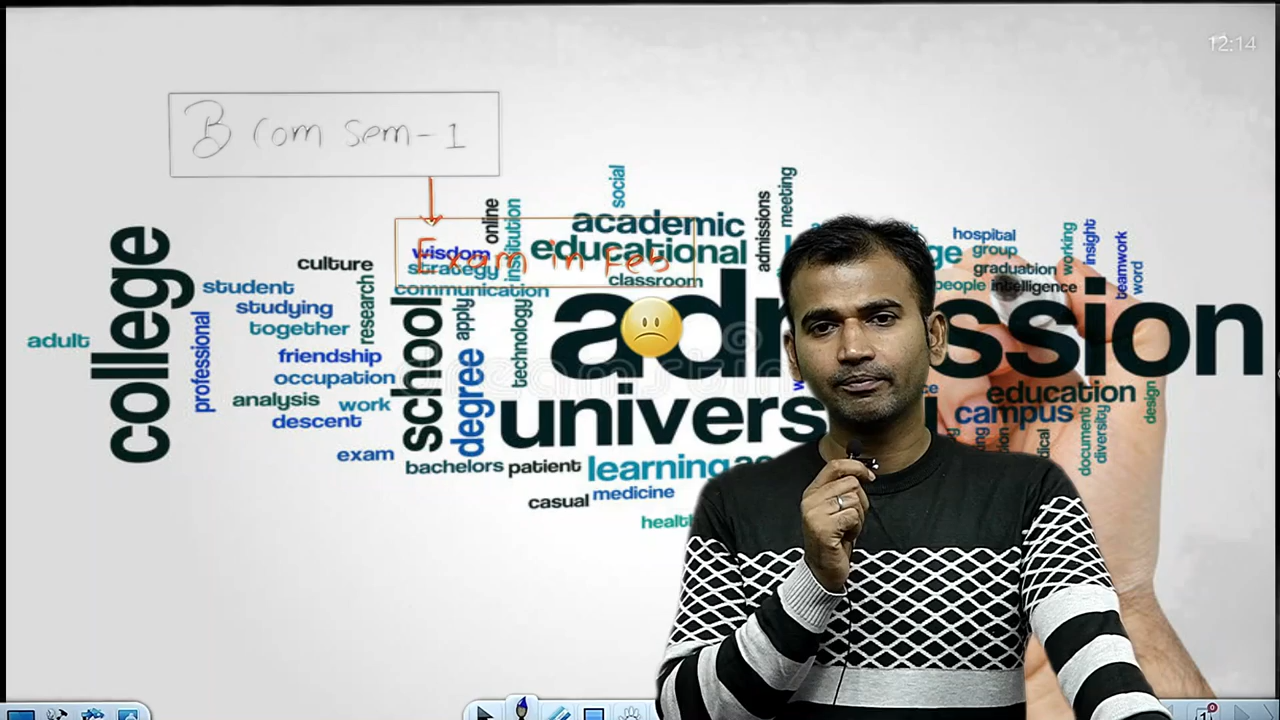 12:14
B Com Sem-1
Exam in Feb
social
meeting
online
institution
academic
admissions
educational
wisdom
strategy
classroom
communication
culture
research
student
studying
together
friendship
occupation
analysis
work
descent
exam
adult
college
professional
school
apply
degree
technology
bachelors
patient
learning
casual
medicine
hospital
group
graduation
people
intelligence
working
insight
teamwork
word
education
campus
design
document
diversity